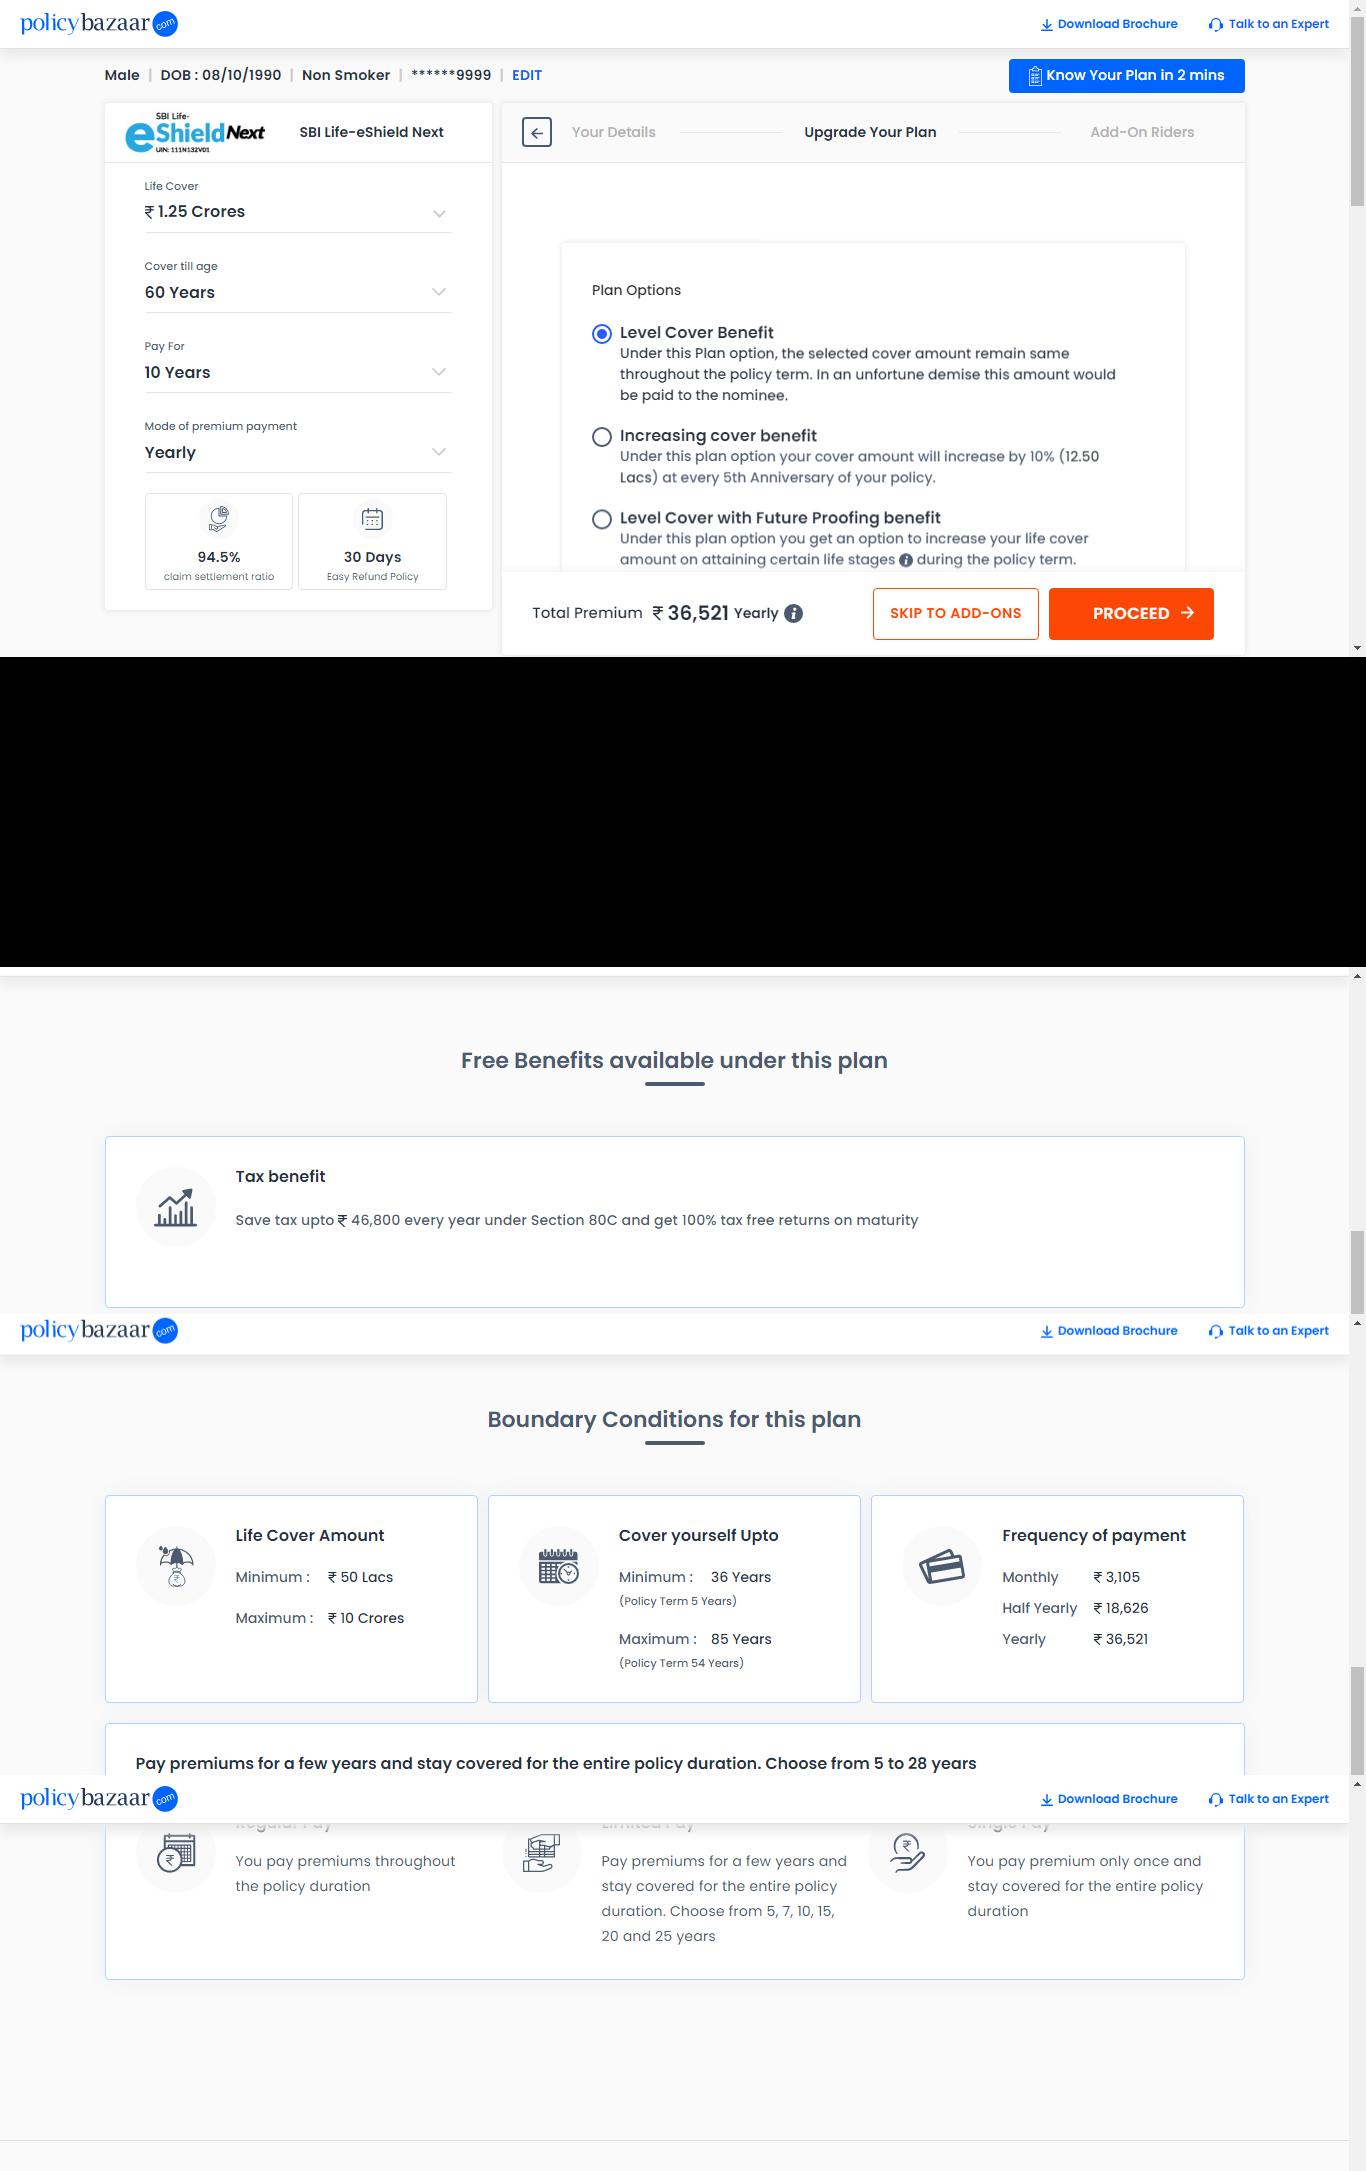 policybazaar com
Download Brochure
Talk to an Expert
Male | DOB : 08/10/1990 | Non Smoker | ******9999 | EDIT
Know Your Plan in 2 mins
SBI Life-
eShield Next
UIN: 111N132V01
SBI Life-eShield Next
Life Cover
₹ 1.25 Crores
Cover till age
60 Years
Pay For
10 Years
Mode of premium payment
Yearly
94.5%
claim settlement ratio
30 Days
Easy Refund Policy
Your Details
Upgrade Your Plan
Add-On Riders
Plan Options
Level Cover Benefit
Under this Plan option, the selected cover amount remain same
throughout the policy term. In an unfortune demise this amount would
be paid to the nominee.
Increasing cover benefit
Under this plan option your cover amount will increase by 10% (12.50
Lacs) at every 5th Anniversary of your policy.
Level Cover with Future Proofing benefit
Under this plan option you get an option to increase your life cover
amount on attaining certain life stages i during the policy term.
Total Premium ₹ 36,521 Yearly i
SKIP TO ADD-ONS
PROCEED
Free Benefits available under this plan
Tax benefit
Save tax upto ₹ 46,800 every year under Section 80C and get 100% tax free returns on maturity
policybazaar com
Download Brochure
Talk to an Expert
Boundary Conditions for this plan
Life Cover Amount
Minimum : ₹ 50 Lacs
Maximum : ₹ 10 Crores
Cover yourself Upto
Minimum : 36 Years
(Policy Term 5 Years)
Maximum : 85 Years
(Policy Term 54 Years)
Frequency of payment
Monthly ₹ 3,105
Half Yearly ₹ 18,626
Yearly ₹ 36,521
Pay premiums for a few years and stay covered for the entire policy duration. Choose from 5 to 28 years
policybazaar com
Download Brochure
Talk to an Expert
Regular Pay
You pay premiums throughout
the policy duration
Limited Pay
Pay premiums for a few years and
stay covered for the entire policy
duration. Choose from 5, 7, 10, 15,
20 and 25 years
Single Pay
You pay premium only once and
stay covered for the entire policy
duration